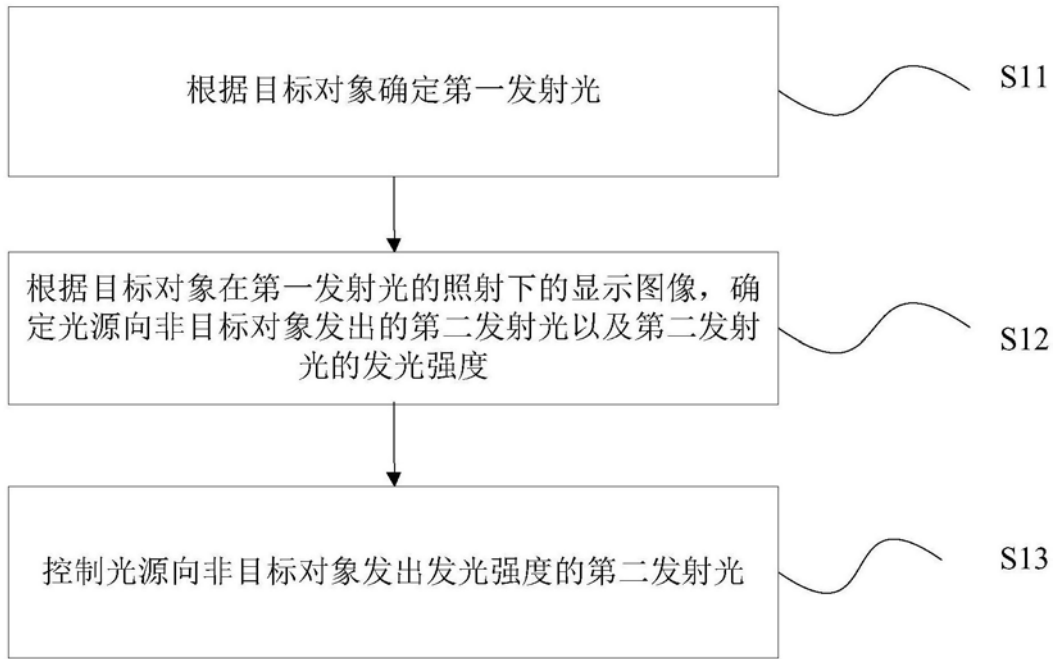 根据目标对象确定第一发射光
S11
根据目标对象在第一发射光的照射下的显示图像，确
定光源向非目标对象发出的第二发射光以及第二发射
光的发光强度
S12
控制光源向非目标对象发出发光强度的第二发射光
S13